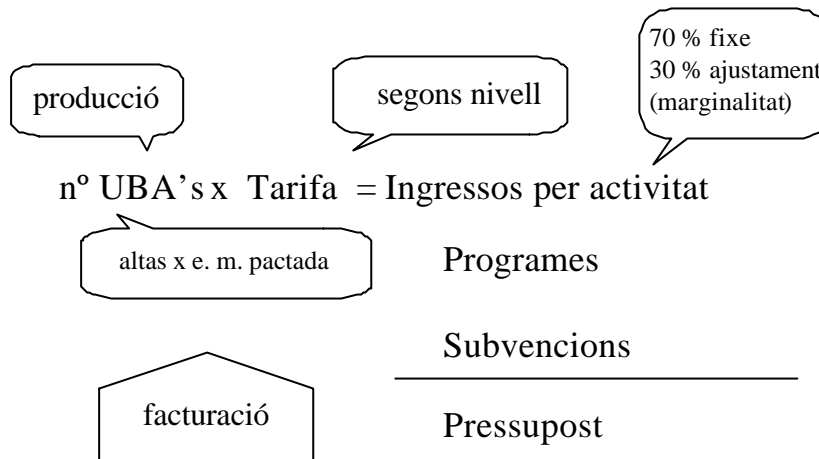 70 % fixe
30 % ajustament
(marginalitat)
producció
segons nivell
nº UBA's x Tarifa = Ingressos per activitat
altas x e. m. pactada
Programes
Subvencions
facturació
Pressupost